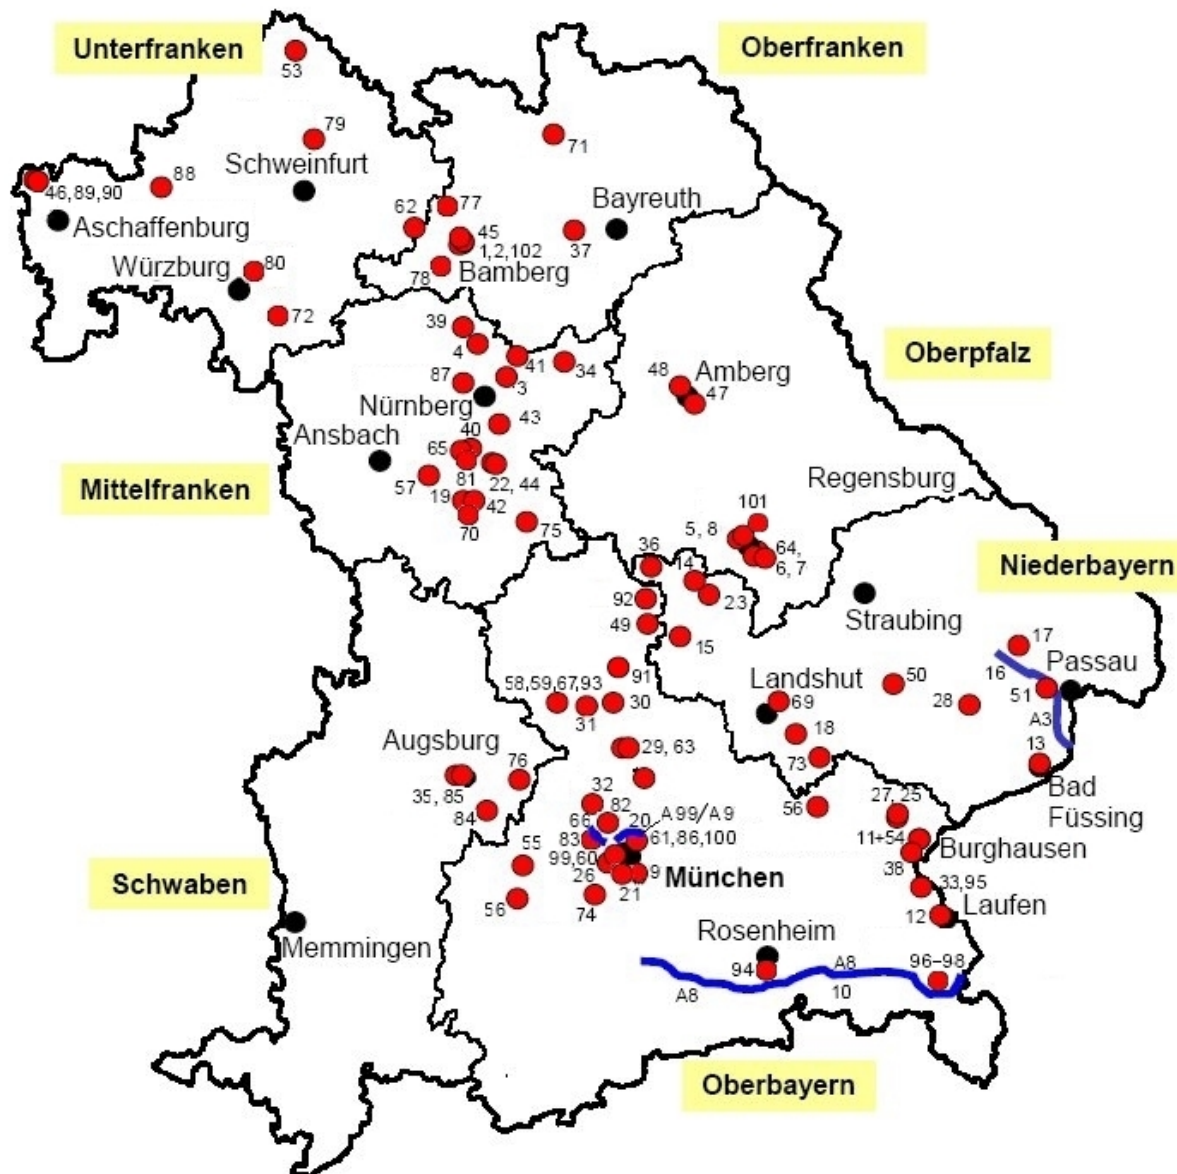 Unterfranken
Oberfranken
53
79
71
Schweinfurt
88
46,89,90
Aschaffenburg
77
62
45
Bayreuth
37
1,2,102
Würzburg
80
78
Bamberg
72
39
4
41
34
Oberpfalz
87
3
48
Amberg
47
Nürnberg
43
Ansbach
40
65
Mittelfranken
57
81
22, 44
Regensburg
19
42
70
75
101
5, 8
64,
6, 7
36
14
Niederbayern
92
23
Straubing
49
15
17
16
Passau
91
58,59,67,93
30
31
Landshut
69
50
28
51
A3
18
Augsburg
29, 63
73
13
Bad
Füssing
76
35, 85
84
32
82
66
20
A99/A9
61,86,100
56
27, 25
11+54
Burghausen
83
55
99,60
38
26
9
München
33,95
Schwaben
56
74
21
12
Laufen
Memmingen
Rosenheim
94
A8
96–98
A8
10
Oberbayern